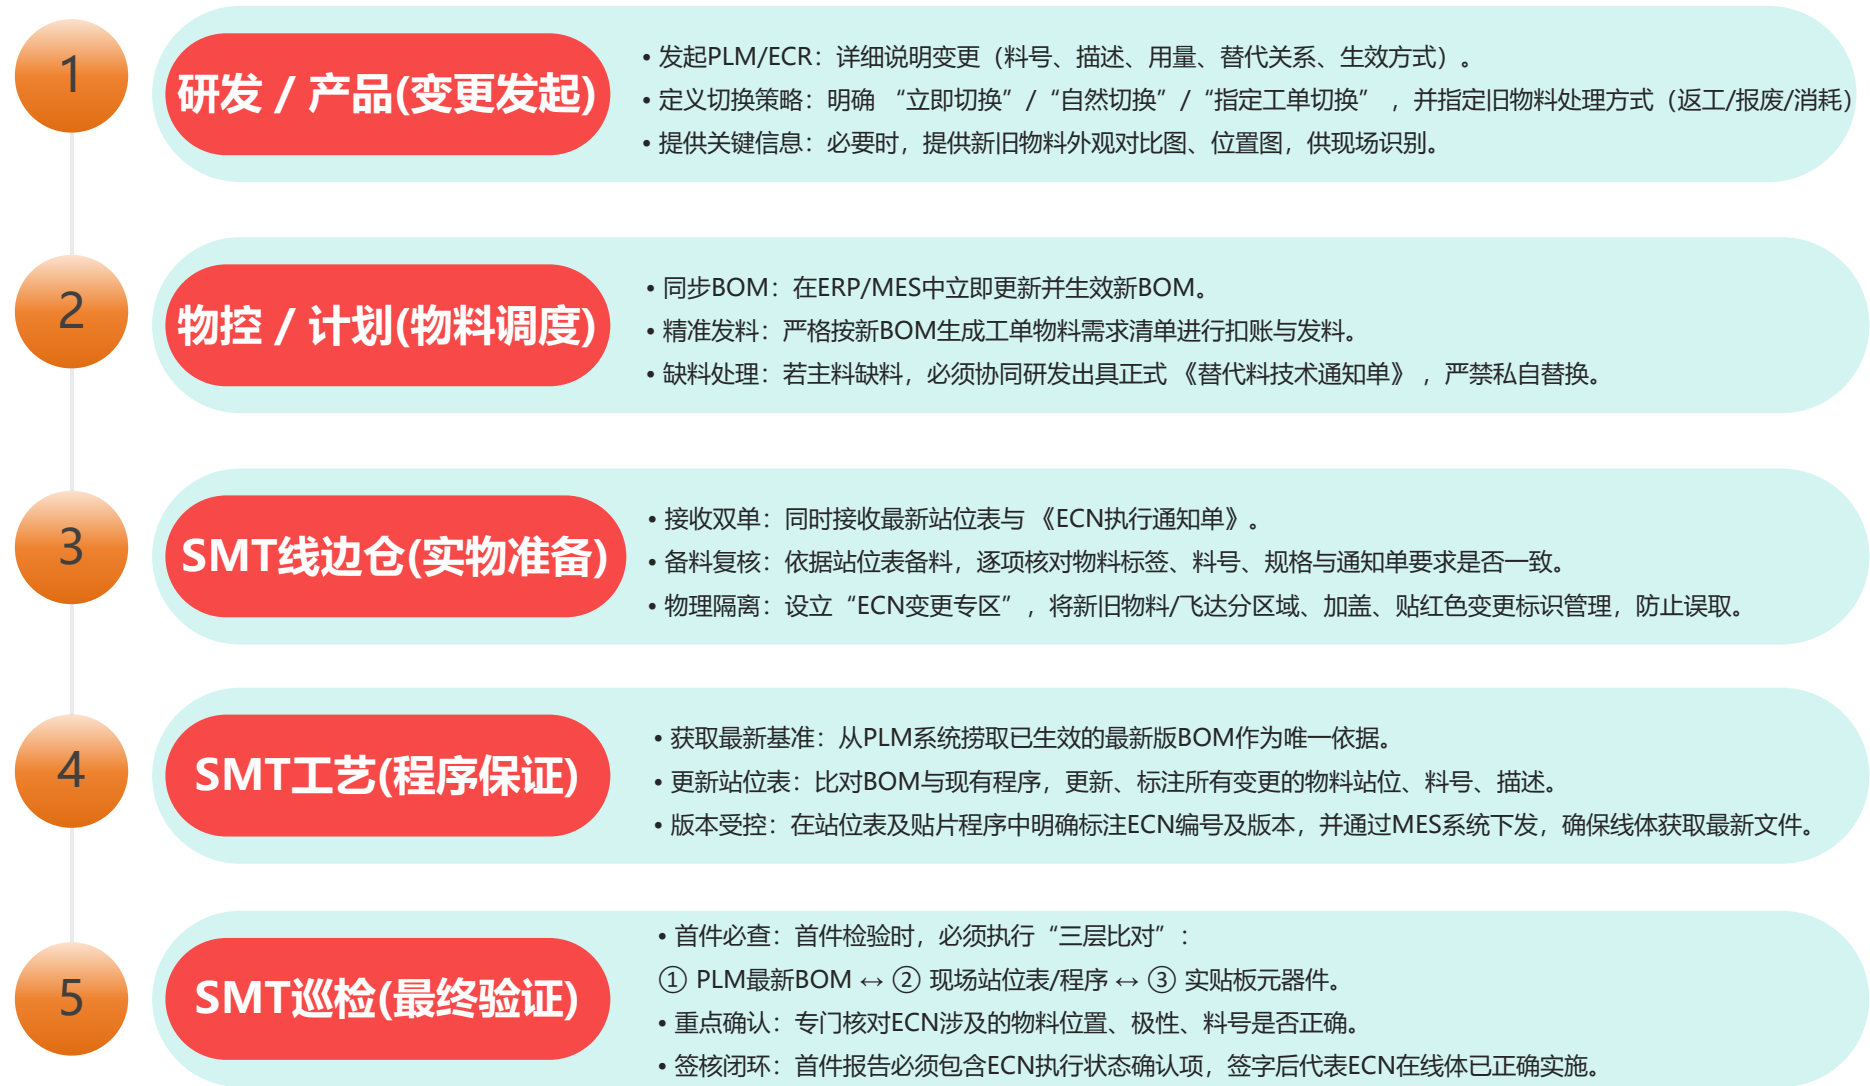 1
研发 / 产品(变更发起)
• 发起PLM/ECR：详细说明变更（料号、描述、用量、替代关系、生效方式）。
• 定义切换策略：明确 “立即切换” / “自然切换” / “指定工单切换” ，并指定旧物料处理方式（返工/报废/消耗）
• 提供关键信息：必要时，提供新旧物料外观对比图、位置图，供现场识别。
2
物控 / 计划(物料调度)
• 同步BOM：在ERP/MES中立即更新并生效新BOM。
• 精准发料：严格按新BOM生成工单物料需求清单进行扣账与发料。
• 缺料处理：若主料缺料，必须协同研发出具正式 《替代料技术通知单》 ，严禁私自替换。
3
SMT线边仓(实物准备)
• 接收双单：同时接收最新站位表与 《ECN执行通知单》。
• 备料复核：依据站位表备料，逐项核对物料标签、料号、规格与通知单要求是否一致。
• 物理隔离：设立“ECN变更专区”，将新旧物料/飞达分区域、加盖、贴红色变更标识管理，防止误取。
4
SMT工艺(程序保证)
• 获取最新基准：从PLM系统捞取已生效的最新版BOM作为唯一依据。
• 更新站位表：比对BOM与现有程序，更新、标注所有变更的物料站位、料号、描述。
• 版本受控：在站位表及贴片程序中明确标注ECN编号及版本，并通过MES系统下发，确保线体获取最新文件。
5
SMT巡检(最终验证)
• 首件必查：首件检验时，必须执行“三层比对”：
① PLM最新BOM ↔ ② 现场站位表/程序 ↔ ③ 实贴板元器件。
• 重点确认：专门核对ECN涉及的物料位置、极性、料号是否正确。
• 签核闭环：首件报告必须包含ECN执行状态确认项，签字后代表ECN在线体已正确实施。